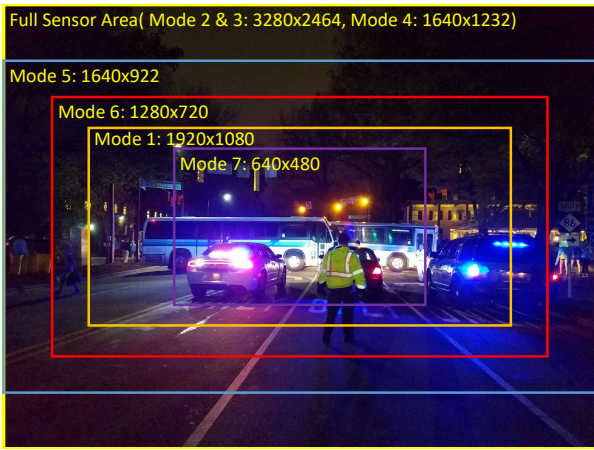 Full Sensor Area( Mode 2 & 3: 3280x2464, Mode 4: 1640x1232)
Mode 5: 1640x922
Mode 6: 1280x720
Mode 1: 1920x1080
Mode 7: 640x480